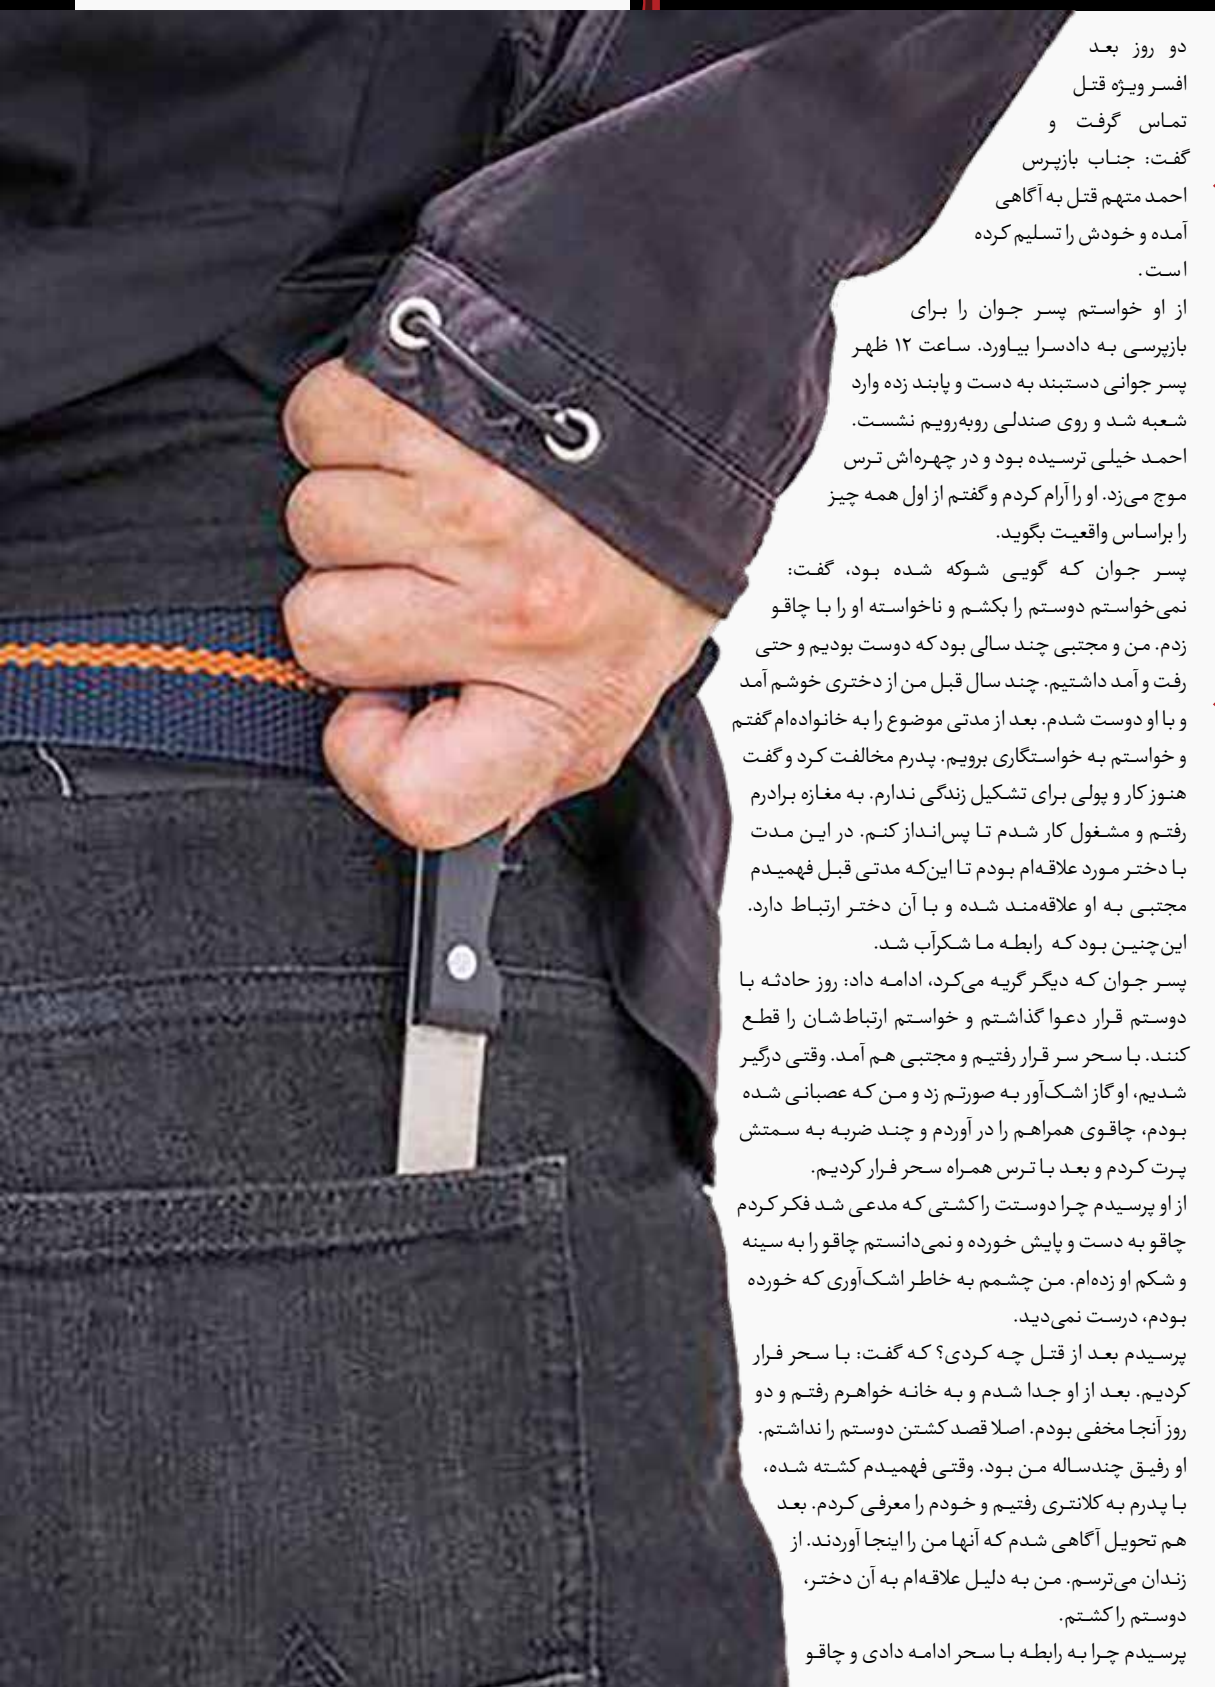 دو روز بعد
افسر ویژه قتل
تماس گرفت و
گفت: جناب بازپرس
احمد متهم قتل به آگاهی
آمده و خودش را تسلیم کرده
است.
از او خواستم پسر جوان را برای
بازپرسی به دادسرا بیاورد. ساعت ۱۲ ظهر
پسر جوانی دستبند به دست و پابند زده وارد
شعبه شد و روی صندلی روبه‌رویم نشست.
احمد خیلی ترسیده بود و در چهره‌اش ترس
موج می‌زد. او را آرام کردم و گفتم از اول همه چیز
را براساس واقعیت بگوید.
پسر جوان که گویی شوکه شده بود، گفت:
نمی‌خواستم دوستم را بکشم و ناخواسته او را با چاقو
زدم. من و مجتبی چند سالی بود که دوست بودیم و حتی
رفت و آمد داشتیم. چند سال قبل من از دختری خوشم آمد
و با او دوست شدم. بعد از مدتی موضوع را به خانواده‌ام گفتم
و خواستم به خواستگاری برویم. پدرم مخالفت کرد و گفت
هنوز کار و پولی برای تشکیل زندگی ندارم. به مغازه برادرم
رفتم و مشغول کار شدم تا پس‌انداز کنم. در این مدت
با دختر مورد علاقه‌ام بودم تا این‌که مدتی قبل فهمیدم
مجتبی به او علاقه‌مند شده و با آن دختر ارتباط دارد.
این‌چنین بود که رابطه ما شکرآب شد.
پسر جوان که دیگر گریه می‌کرد، ادامه داد: روز حادثه با
دوستم قرار دعوا گذاشتم و خواستم ارتباط‌شان را قطع
کنند. با سحر سر قرار رفتیم و مجتبی هم آمد. وقتی درگیر
شدیم، او گاز اشک‌آور به صورتم زد و من که عصبانی شده
بودم، چاقوی همراهم را در آوردم و چند ضربه به سمتش
پرت کردم و بعد با ترس همراه سحر فرار کردیم.
از او پرسیدم چرا دوستت را کشتی که مدعی شد فکر کردم
چاقو به دست و پایش خورده و نمی‌دانستم چاقو را به سینه
و شکم او زده‌ام. من چشمم به خاطر اشک‌آوری که خورده
بودم، درست نمی‌دید.
پرسیدم بعد از قتل چه کردی؟ که گفت: با سحر فرار
کردیم. بعد از او جدا شدم و به خانه خواهرم رفتم و دو
روز آنجا مخفی بودم. اصلا قصد کشتن دوستم را نداشتم.
او رفیق چندساله من بود. وقتی فهمیدم کشته شده،
با پدرم به کلانتری رفتیم و خودم را معرفی کردم. بعد
هم تحویل آگاهی شدم که آنها من را اینجا آوردند. از
زندان می‌ترسم. من به دلیل علاقه‌ام به آن دختر،
دوستم را کشتم.
پرسیدم چرا به رابطه با سحر ادامه دادی و چاقو